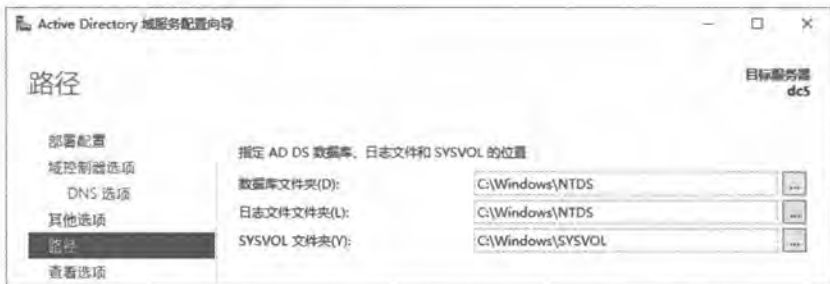 Active Directory 域服务配置向导
路径
目标服务器
dc5
部署配置
域控制器选项
DNS 选项
其他选项
路径
查看选项
指定 AD DS 数据库、日志文件和 SYSVOL 的位置
数据库文件夹(D): C:\Windows\NTDS ...
日志文件文件夹(L): C:\Windows\NTDS ...
SYSVOL 文件夹(Y): C:\Windows\SYSVOL ...